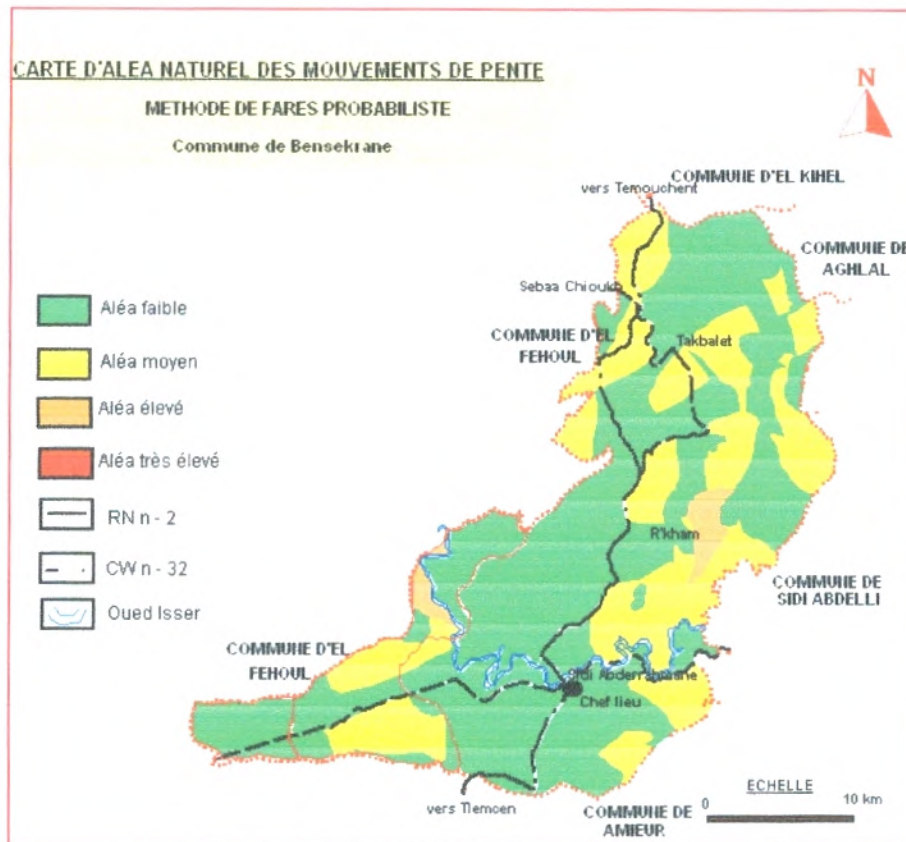 CARTE D'ALEA NATUREL DES MOUVEMENTS DE PENTE
METHODE DE FARES PROBABILISTE
Commune de Bensekrane
N
COMMUNE D'EL KIHEL
vers Temouchent
COMMUNE DE
AGHLAL
Sebaa Chioukh
COMMUNE D'EL
FEHOUL
Takbalet
Aléa faible
Aléa moyen
Aléa élevé
Aléa très élevé
RN n - 2
CW n - 32
Oued Isser
R'kham
COMMUNE DE
SIDI ABDELLI
COMMUNE D'EL
FEHOUL
Sidi
Chef lieu
vers Tlemcen
COMMUNE DE
AMIEUR
ECHELLE
0 10 km